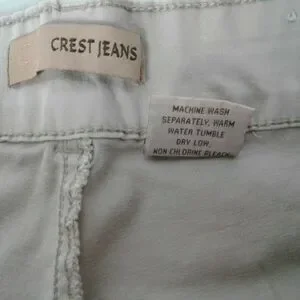 CREST JEANS
MACHINE WASH
SEPARATELY, WARM
WATER TUMBLE
DRY LOW.
NON CHLORINE BLEACH